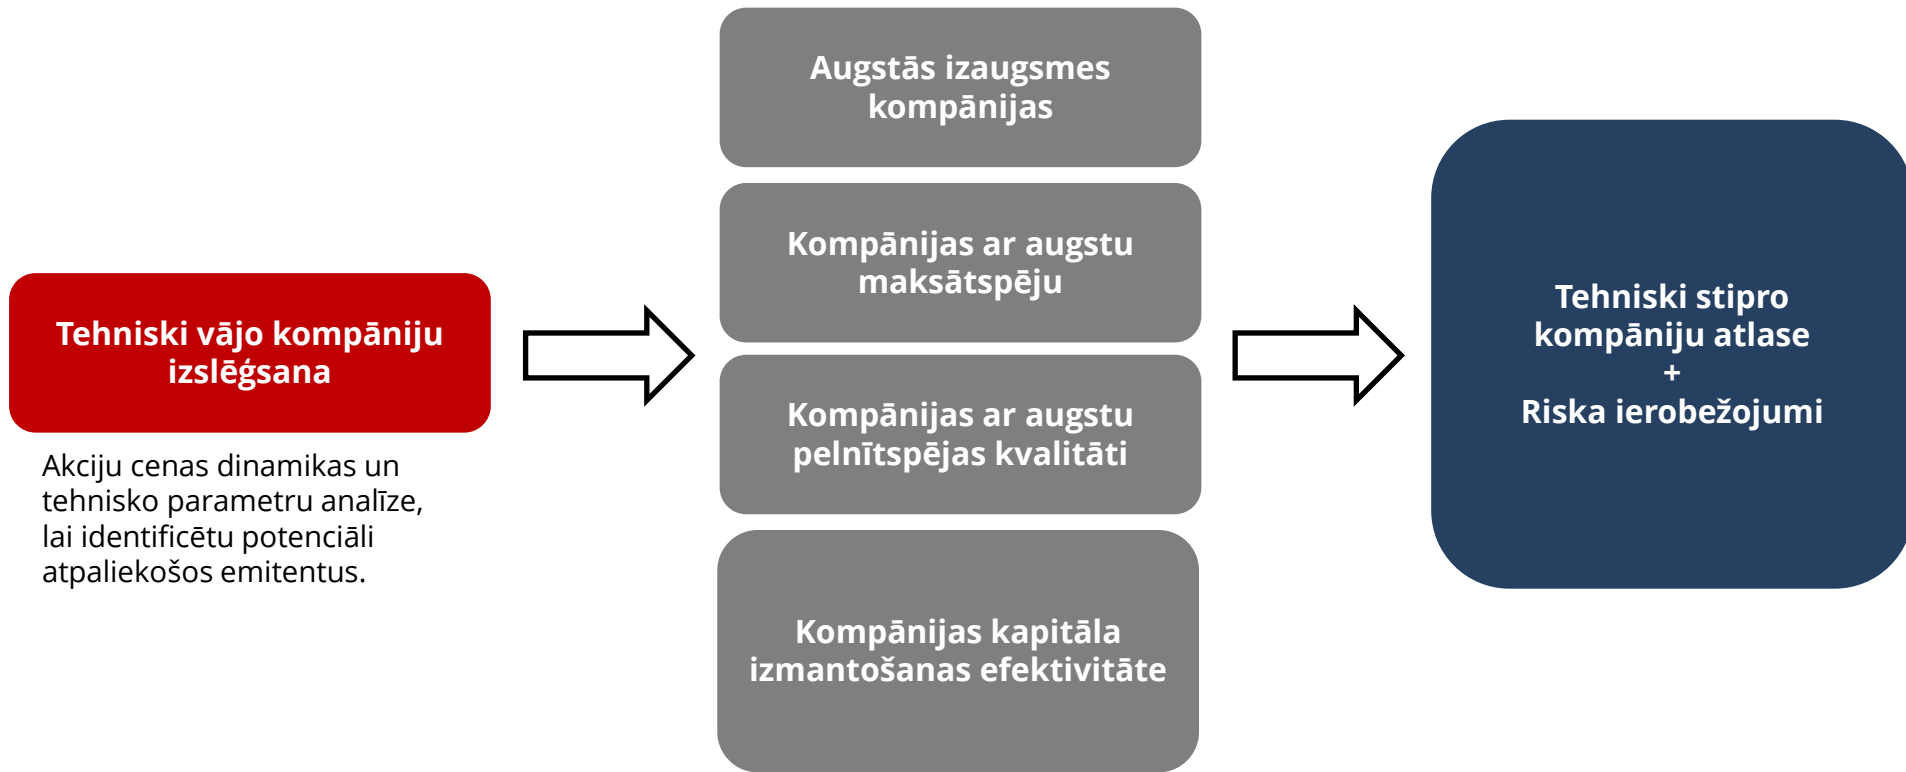 Augstās izaugsmes
kompānijas
Kompānijas ar augstu
maksātspēju
Tehniski vājo kompāniju
izslēģsana
Akciju cenas dinamikas un
tehnisko parametru analīze,
lai identificētu potenciāli
atpaliekošos emitentus.
Kompānijas ar augstu
pelnītspējas kvalitāti
Kompānijas kapitāla
izmantošanas efektivitāte
Tehniski stipro
kompāniju atlase
+
Riska ierobežojumi